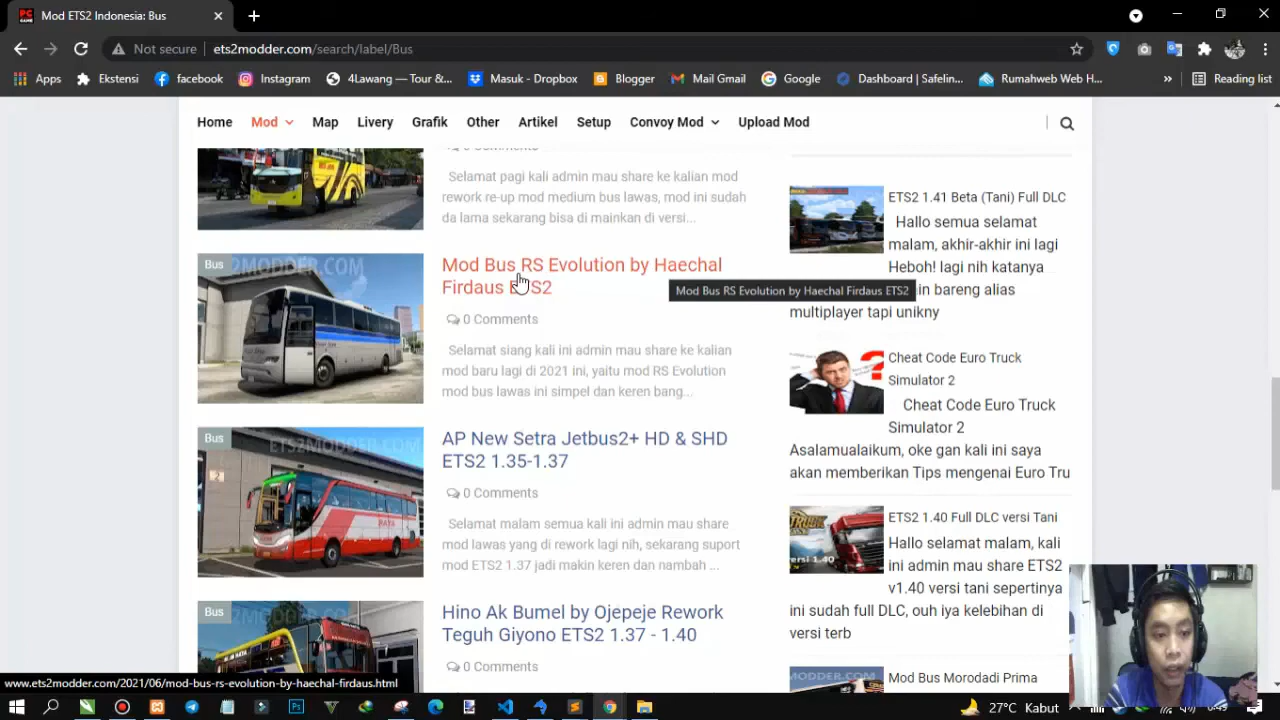 Mod ETS2 Indonesia: Bus
Not secure
ets2modder.com/search/label/Bus
Apps
Ekstensi
facebook
Instagram
4Lawang — Tour &...
Masuk - Dropbox
Blogger
Mail Gmail
Google
Dashboard | Safelin...
Rumahweb Web H...
»
Reading list
Home
Mod
Map
Livery
Grafik
Other
Artikel
Setup
Convoy Mod
Upload Mod
0 Comments
Selamat pagi kali admin mau share ke kalian mod
rework re-up mod medium bus lawas, mod ini sudah
da lama sekarang bisa di mainkan di versi...
Bus
Mod Bus RS Evolution by Haechal
Firdaus ETS2
0 Comments
Selamat siang kali ini admin mau share ke kalian
mod baru lagi di 2021 ini, yaitu mod RS Evolution
mod bus lawas ini simpel dan keren bang...
Mod Bus RS Evolution by Haechal Firdaus ETS2
Bus
ETS2MODDER.COM
AP New Setra Jetbus2+ HD & SHD
ETS2 1.35-1.37
0 Comments
Selamat malam semua kali ini admin mau share
mod lawas yang di rework lagi nih, sekarang suport
mod ETS2 1.37 jadi makin keren dan nambah ...
Bus
Hino Ak Bumel by Ojepeje Rework
Teguh Giyono ETS2 1.37 - 1.40
0 Comments
ETS2 1.41 Beta (Tani) Full DLC
Hallo semua selamat
malam, akhir-akhir ini lagi
Heboh! lagi nih katanya
in bareng alias
multiplayer tapi unikny
Cheat Code Euro Truck
Simulator 2
Cheat Code Euro Truck
Simulator 2
Asalamualaikum, oke gan kali ini saya
akan memberikan Tips mengenai Euro Tru
ETS2 1.40 Full DLC versi Tani
Hallo selamat malam, kali
ini admin mau share ETS2
v1.40 versi tani sepertinya
ini sudah full DLC, ouh iya kelebihan di
versi terb
Mod Bus Morodadi Prima
www.ets2modder.com/2021/06/mod-bus-rs-evolution-by-haechal-firdaus.html
27°C Kabut